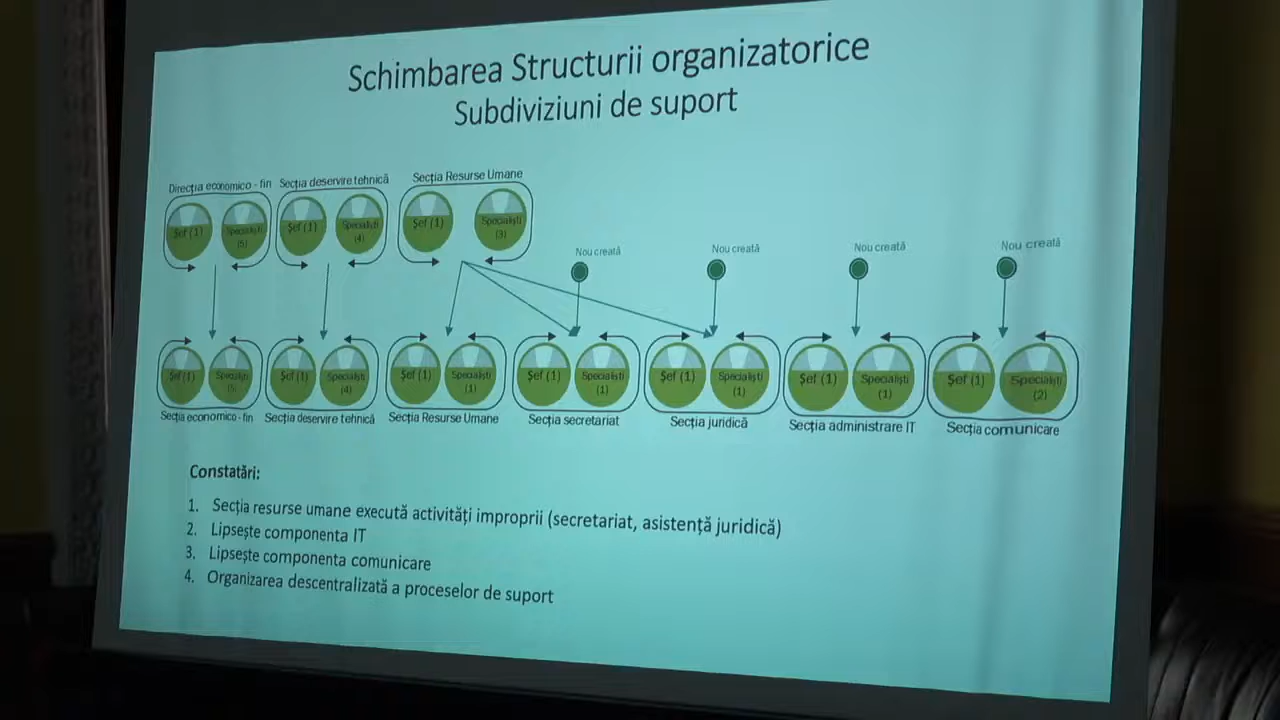 Schimbarea Structurii organizatorice
Subdiviziuni de suport
Direcția economico - fin
Secția deservire tehnică
Secția Resurse Umane
Șef (1)
Specialiști (5)
Șef (1)
Specialiști (4)
Șef (1)
Specialiști (3)
Nou creată
Nou creată
Nou creată
Nou creată
Șef (1)
Specialiști (5)
Șef (1)
Specialiști (4)
Șef (1)
Specialiști (1)
Șef (1)
Specialiști (1)
Șef (1)
Specialiști (1)
Șef (1)
Specialiști (1)
Șef (1)
Specialiști (2)
Secția economico - fin
Secția deservire tehnică
Secția Resurse Umane
Secția secretariat
Secția juridică
Secția administrare IT
Secția comunicare
Constatări:
1. Secția resurse umane execută activități improprii (secretariat, asistență juridică)
2. Lipsește componenta IT
3. Lipsește componenta comunicare
4. Organizarea descentralizată a proceselor de suport